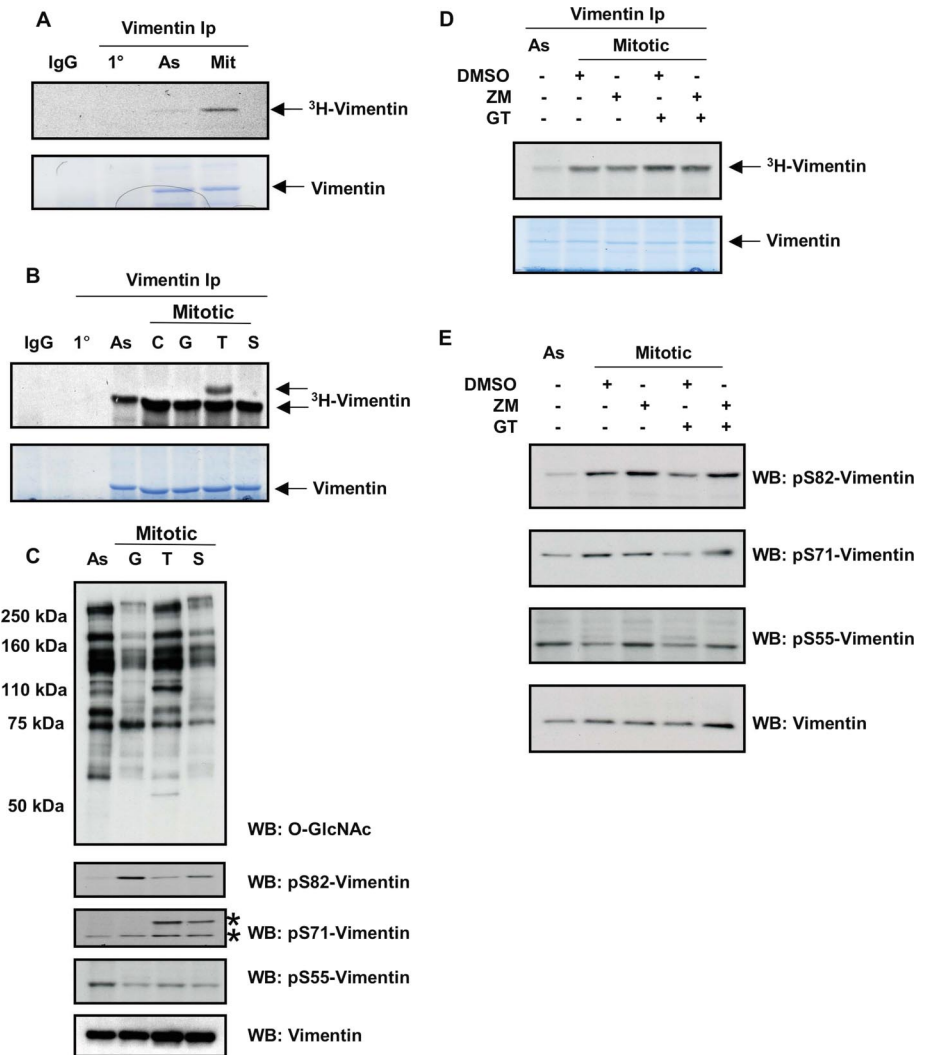 A
Vimentin Ip
IgG 1° As Mit
³H-Vimentin
Vimentin
B
Vimentin Ip
Mitotic
IgG 1° As C G T S
³H-Vimentin
Vimentin
C
Mitotic
As G T S
250 kDa
160 kDa
110 kDa
75 kDa
50 kDa
WB: O-GlcNAc
WB: pS82-Vimentin
* * WB: pS71-Vimentin
WB: pS55-Vimentin
WB: Vimentin
D
Vimentin Ip
As Mitotic
DMSO - + - + -
ZM - - + - +
GT - - - + +
³H-Vimentin
Vimentin
E
As Mitotic
DMSO - + - + -
ZM - - + - +
GT - - - + +
WB: pS82-Vimentin
WB: pS71-Vimentin
WB: pS55-Vimentin
WB: Vimentin